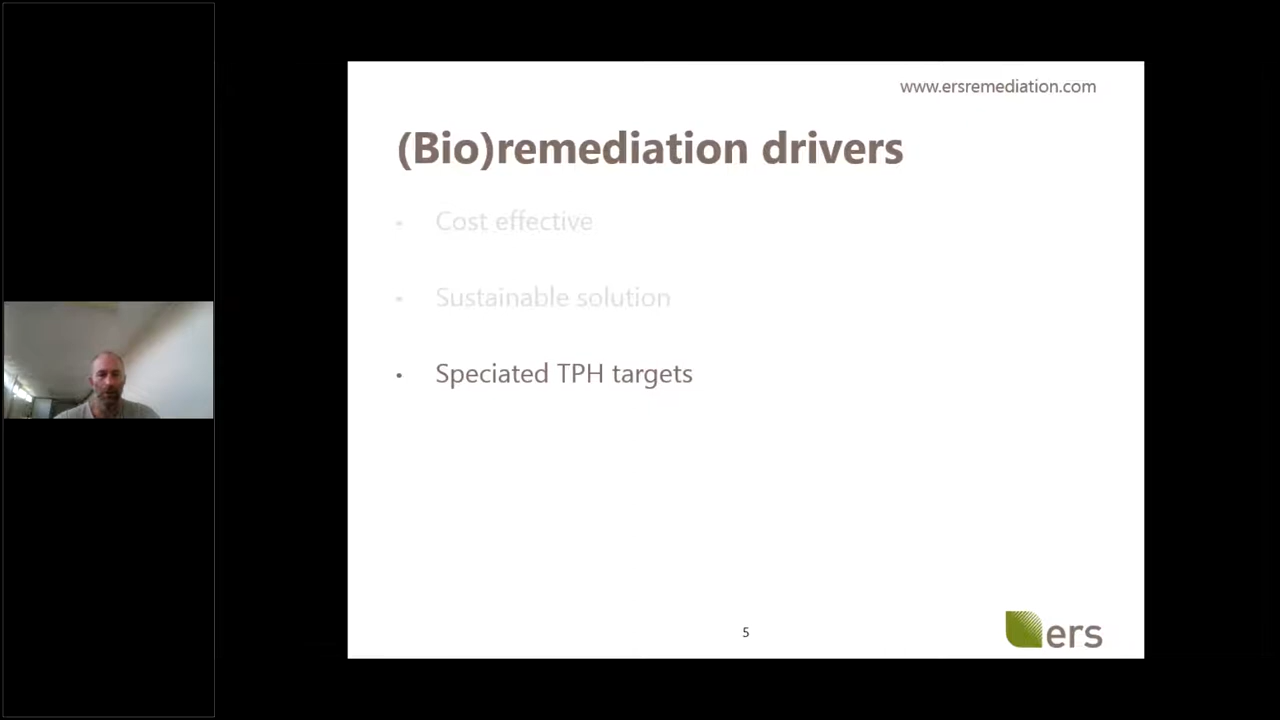 www.ersremediation.com
(Bio)remediation drivers
• Cost effective
• Sustainable solution
• Speciated TPH targets
5
ers